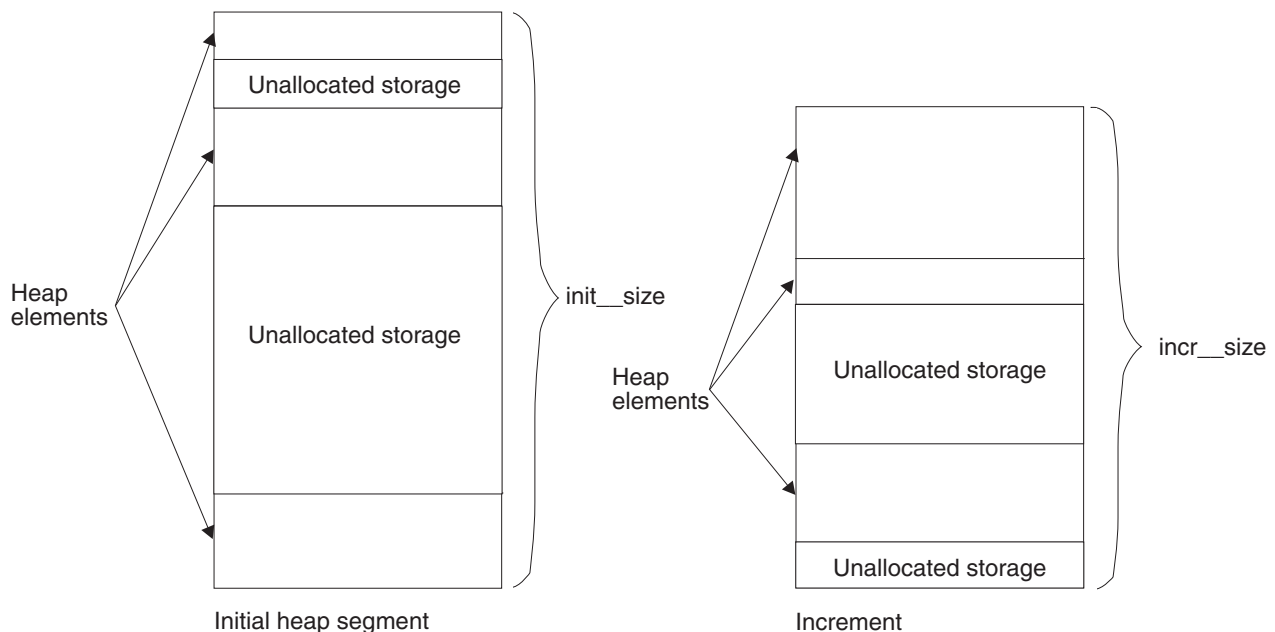 Unallocated storage
Heap
elements
Unallocated storage
init__size
Initial heap segment
Heap
elements
Unallocated storage
Unallocated storage
incr__size
Increment